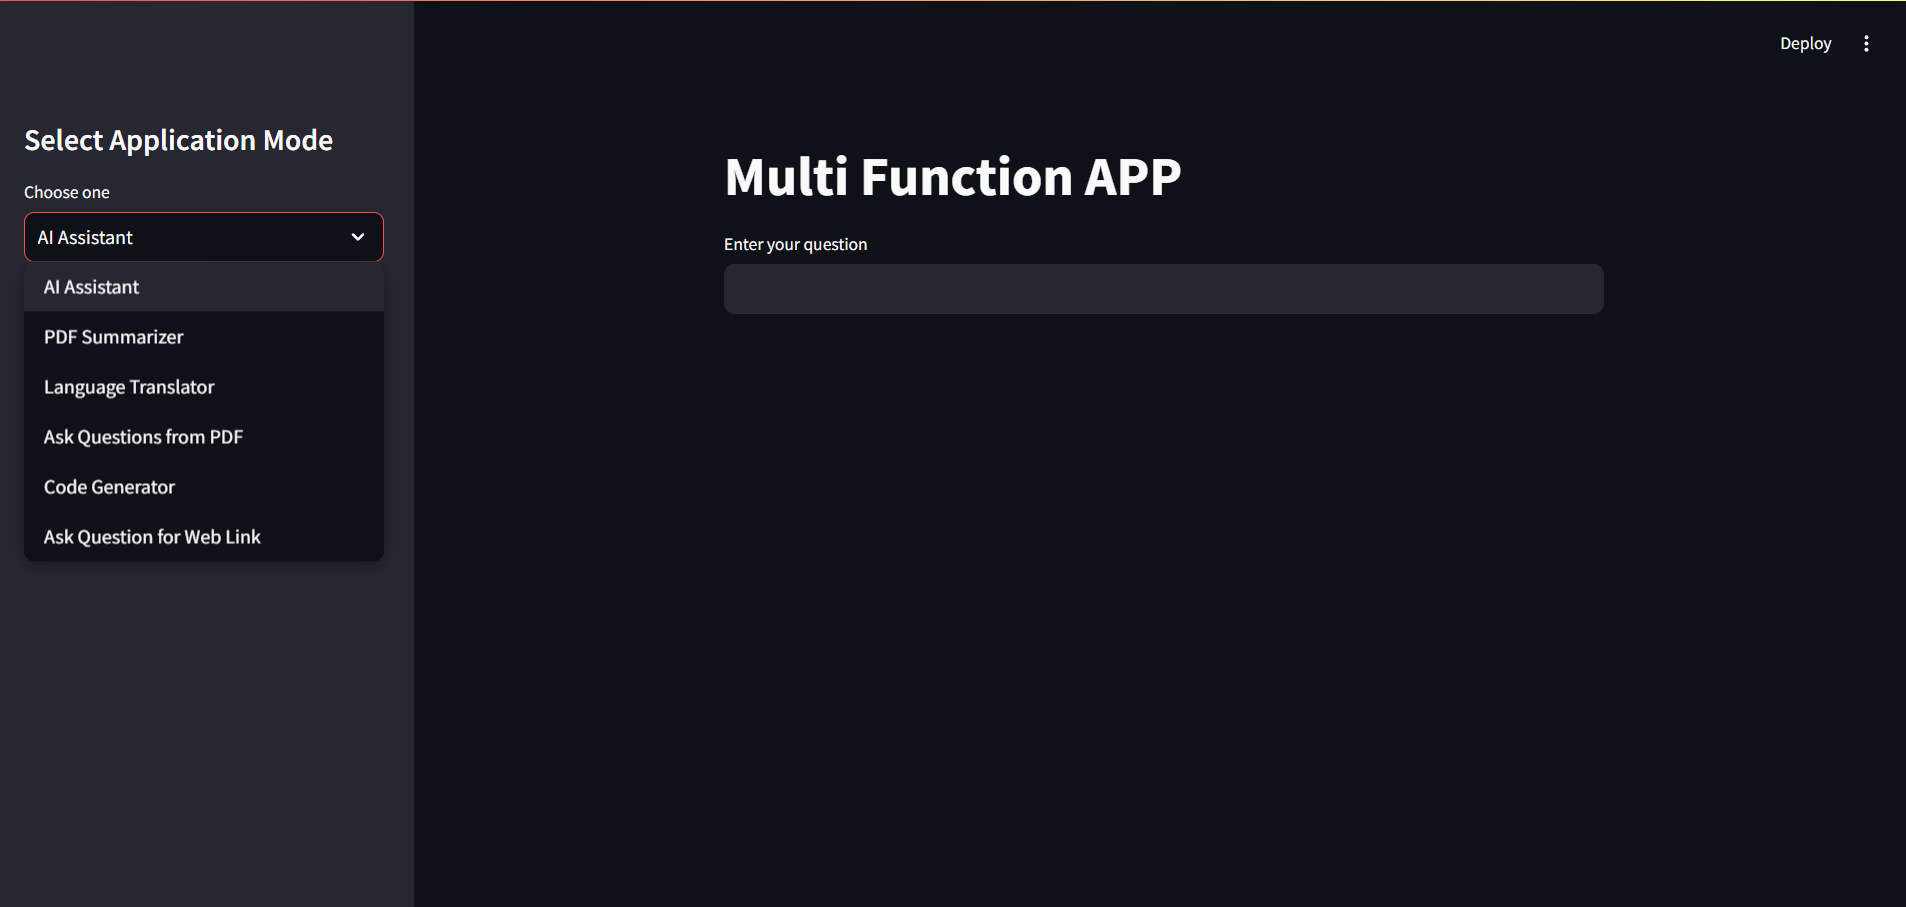 Deploy
Select Application Mode
Choose one
AI Assistant
AI Assistant
PDF Summarizer
Language Translator
Ask Questions from PDF
Code Generator
Ask Question for Web Link
Multi Function APP
Enter your question